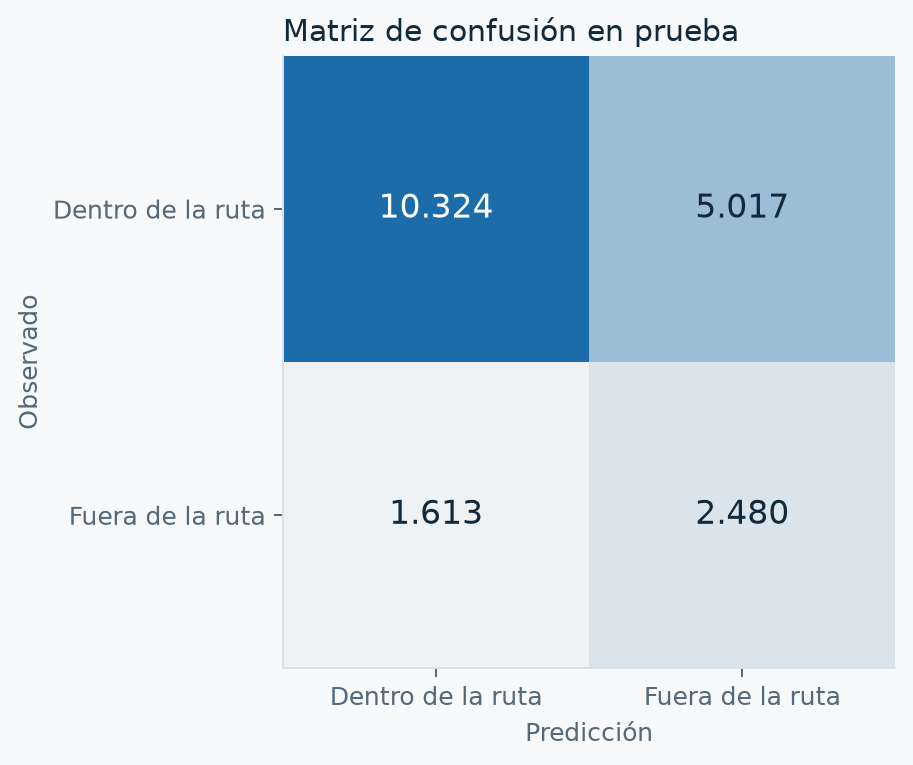 Matriz de confusión en prueba
Observado
Dentro de la ruta
10.324
5.017
Fuera de la ruta
1.613
2.480
Dentro de la ruta
Fuera de la ruta
Predicción